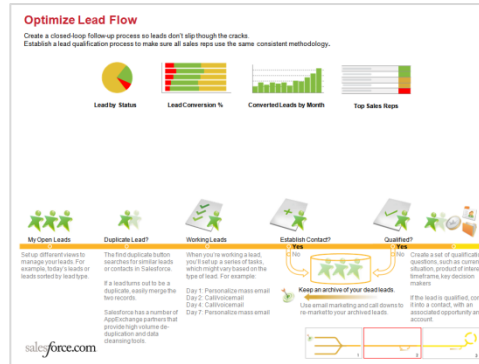 Optimize Lead Flow
Create a closed-loop follow-up process so leads don't slip though the cracks.
Establish a lead qualification process to make sure all sales reps use the same consistent methodology.
Lead by Status
Lead Conversion %
Converted Leads by Month
Top Sales Reps
My Open Leads
Duplicate Lead?
Working Leads
Establish Contact?
Qualified?
Yes
Yes
No
No
Set up different views to
manage your leads. For
example, today's leads or
leads sorted by lead type.
The find duplicate button
searches for similar leads
or contacts in Salesforce.
If a lead turns out to be a
duplicate, easily merge the
two records.
Salesforce has a number of
AppExchange partners that
provide high volume de-
duplication and data
cleansing tools.
When you're working a lead,
you'll set up a series of tasks,
which might vary based on the
type of lead. For example:
Day 1: Personalize mass email
Day 2: Call/voicemail
Day 4: Call/voicemail
Day 7: Personalize mass email
Keep an archive of your dead leads.
Use email marketing and call downs to
re-market to your archived leads.
Create a set of qualificati
questions, such as curren
situation, product of interes
timeframe, key decision
makers
If the lead is qualified, con
it into a contact, with an
associated opportunity an
account.
salesforce.com
1
2
3